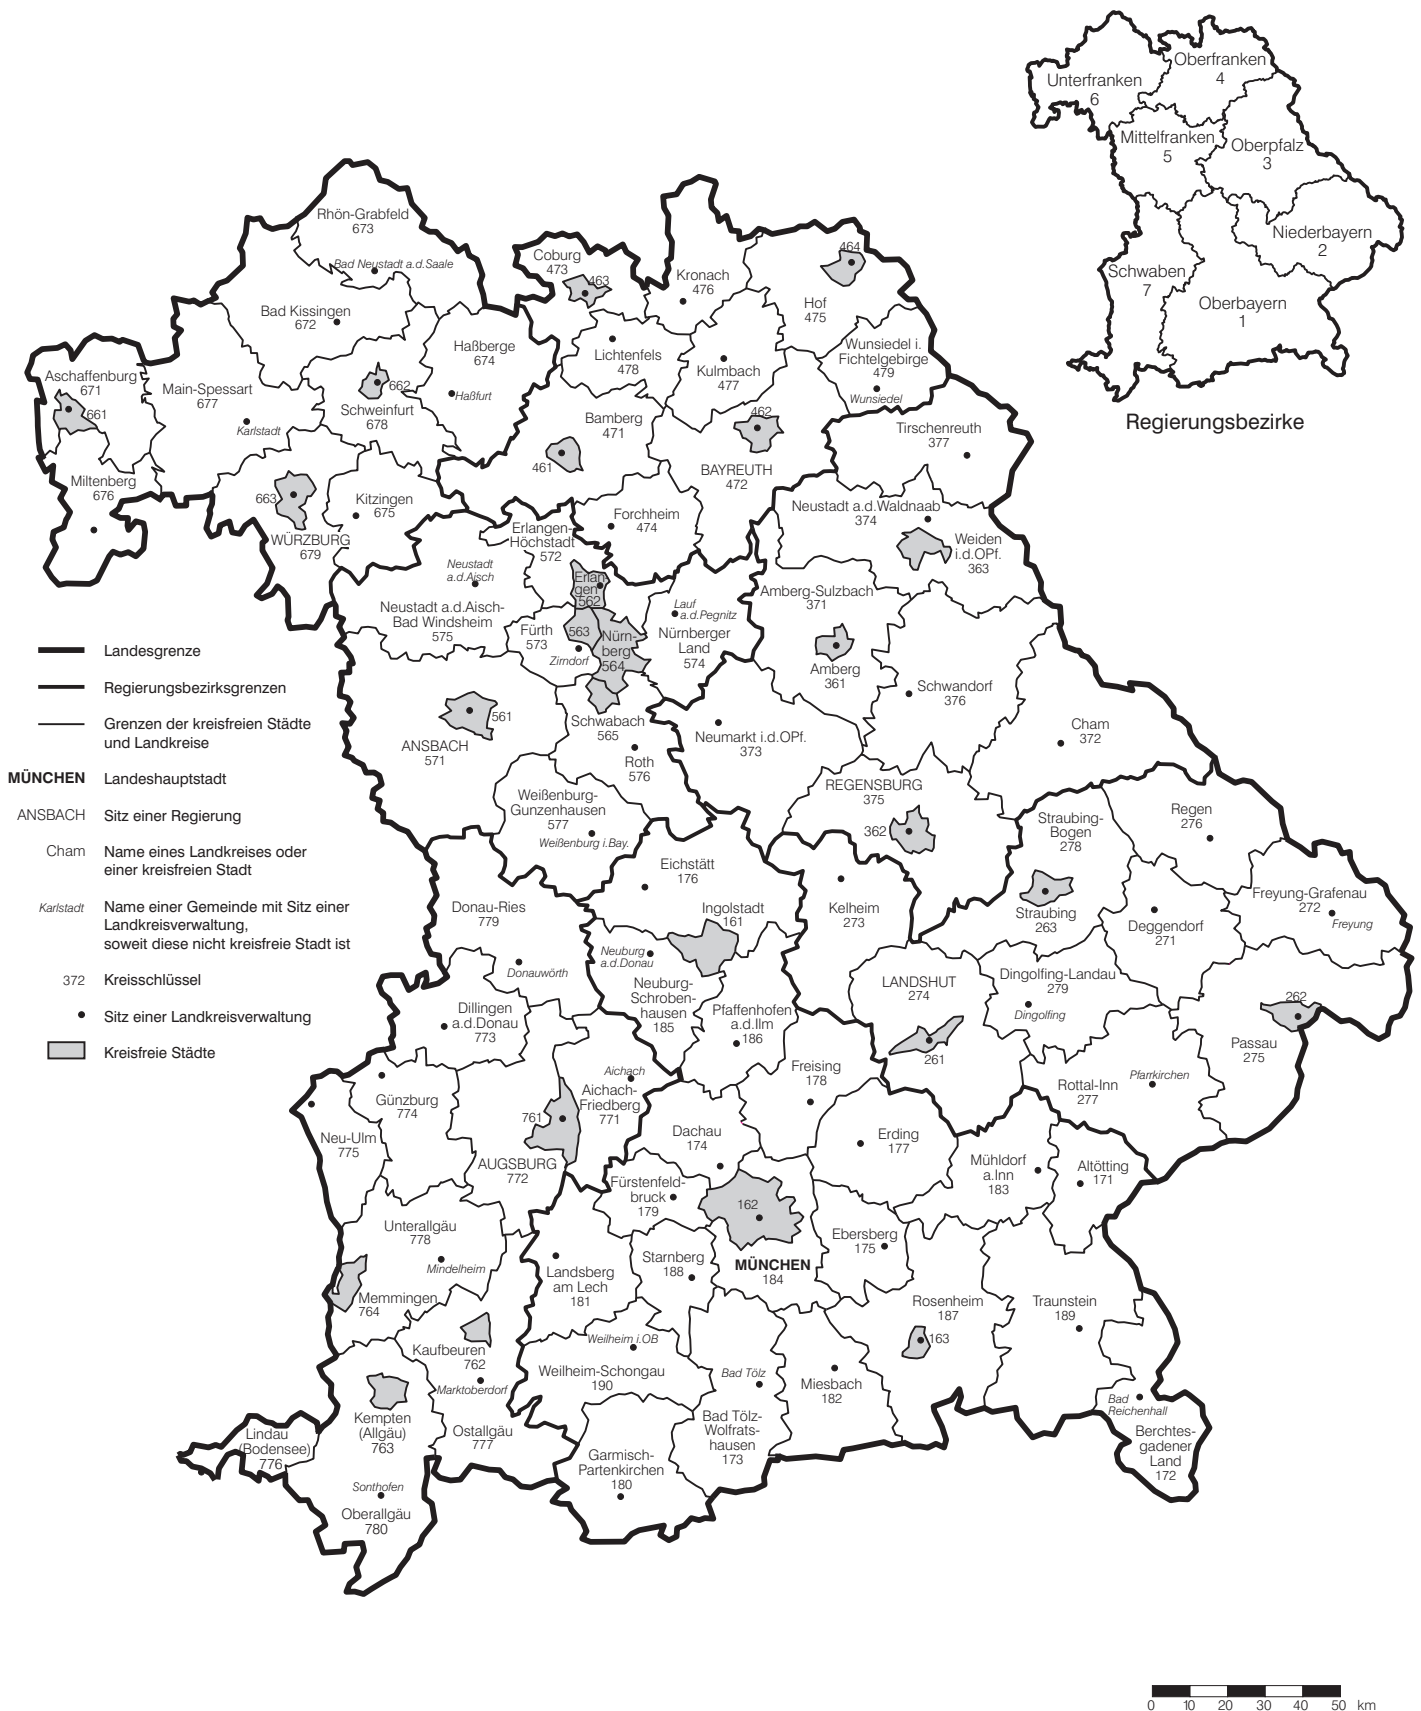 Unterfranken
6
Oberfranken
4
Mittelfranken
5
Oberpfalz
3
Niederbayern
2
Schwaben
7
Oberbayern
1
Regierungsbezirke
Rhön-Grabfeld
673
Bad Neustadt a.d.Saale
Bad Kissingen
672
Coburg
473
463
Kronach
476
464
Hof
475
Haßberge
674
Haßfurt
Lichtenfels
478
Kulmbach
477
Wunsiedel i.
Fichtelgebirge
479
Wunsiedel
Aschaffenburg
671
661
Main-Spessart
677
Karlstadt
662
Schweinfurt
678
Bamberg
471
461
462
BAYREUTH
472
Tirschenreuth
377
Miltenberg
676
663
WÜRZBURG
679
Kitzingen
675
Forchheim
474
Erlangen-
Höchstadt
572
Neustadt a.d.Waldnaab
374
Weiden
i.d.OPf.
363
Neustadt
a.d.Aisch
Neustadt a.d.Aisch-
Bad Windsheim
575
Erlan-
gen
562
Fürth
573
563
Zirndorf
Nürn-
berg
564
Lauf
a.d.Pegnitz
Nürnberger
Land
574
Amberg-Sulzbach
371
Amberg
361
Schwandorf
376
Cham
372
561
ANSBACH
571
Schwabach
565
Roth
576
Neumarkt i.d.OPf.
373
Weißenburg-
Gunzenhausen
577
Weißenburg i.Bay.
REGENSBURG
375
362
Straubing-
Bogen
278
Straubing
263
Regen
276
Freyung-Grafenau
272
Freyung
Deggendorf
271
Eichstätt
176
Ingolstadt
161
Kelheim
273
Donau-Ries
779
Donauwörth
Neuburg
a.d.Donau
Neuburg-
Schroben-
hausen
185
Pfaffenhofen
a.d.Ilm
186
LANDSHUT
274
261
Dingolfing-Landau
279
Dingolfing
262
Passau
275
Rottal-Inn
277
Pfarrkirchen
Dillingen
a.d.Donau
773
Günzburg
774
Neu-Ulm
775
Aichach
Aichach-
Friedberg
771
761
AUGSBURG
772
Freising
178
Dachau
174
Erding
177
Mühldorf
a.Inn
183
Altötting
171
Fürstenfeld-
bruck
179
162
MÜNCHEN
184
Ebersberg
175
Starnberg
188
Landsberg
am Lech
181
Unterallgäu
778
Mindelheim
Memmingen
764
Kaufbeuren
762
Marktoberdorf
Ostallgäu
777
Weilheim i.OB
Weilheim-Schongau
190
Bad Tölz
Bad Tölz-
Wolfrats-
hausen
173
Miesbach
182
Rosenheim
187
163
Traunstein
189
Bad
Reichenhall
Berchtes-
gadener
Land
172
Kempten
(Allgäu)
763
Lindau
(Bodensee)
776
Sonthofen
Oberallgäu
780
Garmisch-
Partenkirchen
180
Landesgrenze
Regierungsbezirksgrenzen
Grenzen der kreisfreien Städte
und Landkreise
MÜNCHEN Landeshauptstadt
ANSBACH Sitz einer Regierung
Cham Name eines Landkreises oder
einer kreisfreien Stadt
Karlstadt Name einer Gemeinde mit Sitz einer
Landkreisverwaltung,
soweit diese nicht kreisfreie Stadt ist
372 Kreisschlüssel
Sitz einer Landkreisverwaltung
Kreisfreie Städte
0 10 20 30 40 50 km